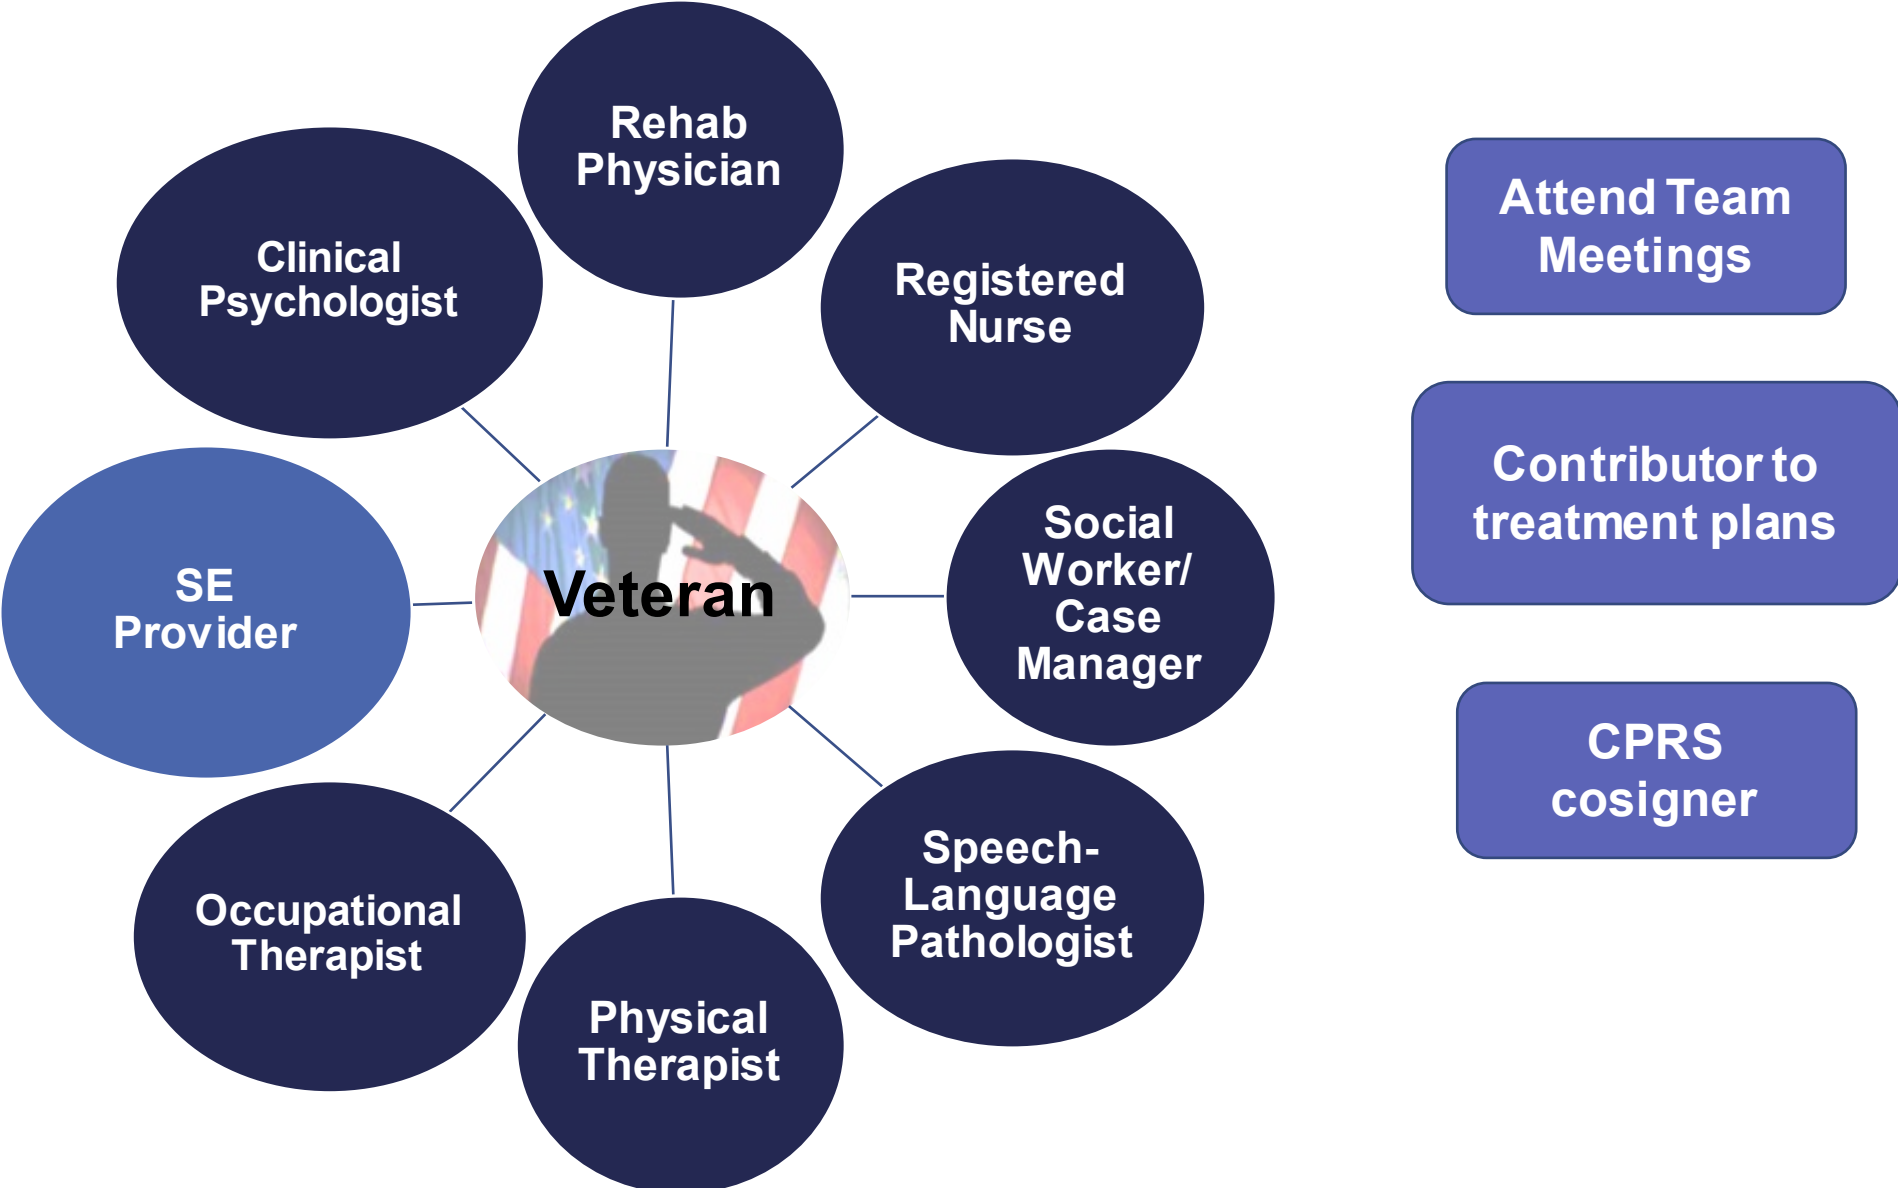 Rehab
Physician
Clinical
Psychologist
Registered
Nurse
SE
Provider
Veteran
Social
Worker/
Case
Manager
Occupational
Therapist
Physical
Therapist
Speech-
Language
Pathologist
Attend Team
Meetings
Contributor to
treatment plans
CPRS
cosigner